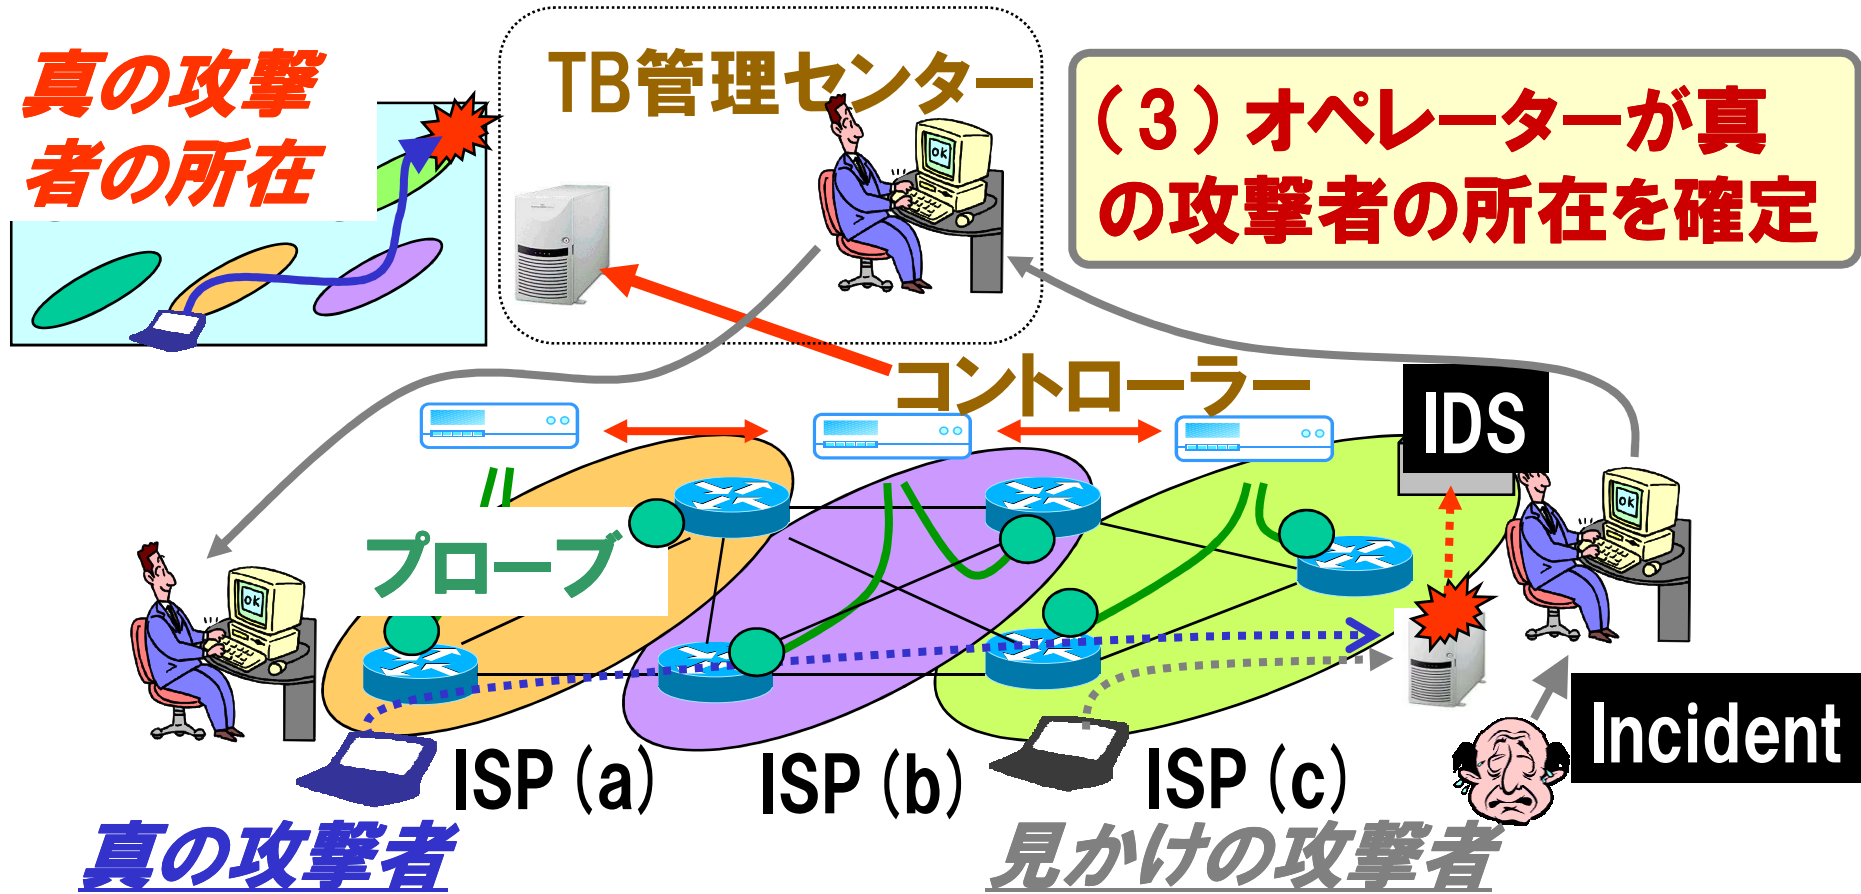 真の攻撃
者の所在
TB管理センター
OK
(3)オペレーターが真
の攻撃者の所在を確定
コントローラー
IDS
OK
プローブ
OK
Incident
ISP(a)
ISP(b)
ISP(c)
真の攻撃者
見かけの攻撃者